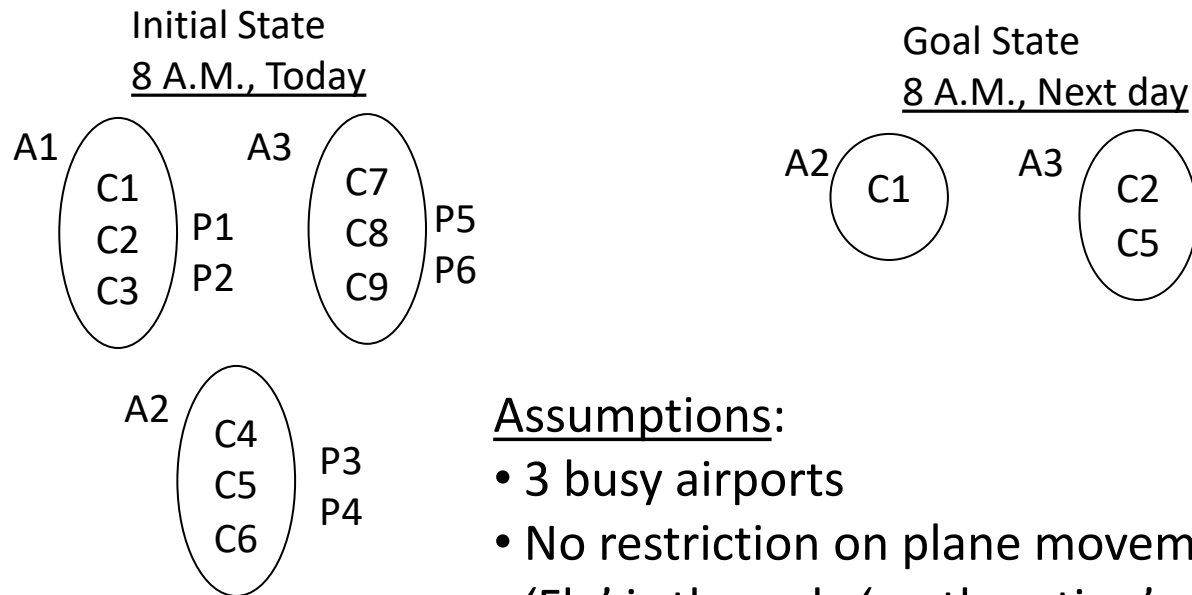 Initial State
8 A.M., Today
A1
C1
C2
C3
P1
P2
A3
C7
C8
C9
P5
P6
A2
C4
C5
C6
P3
P4
Goal State
8 A.M., Next day
A2
C1
A3
C2
C5
Assumptions:
• 3 busy airports
• No restriction on plane